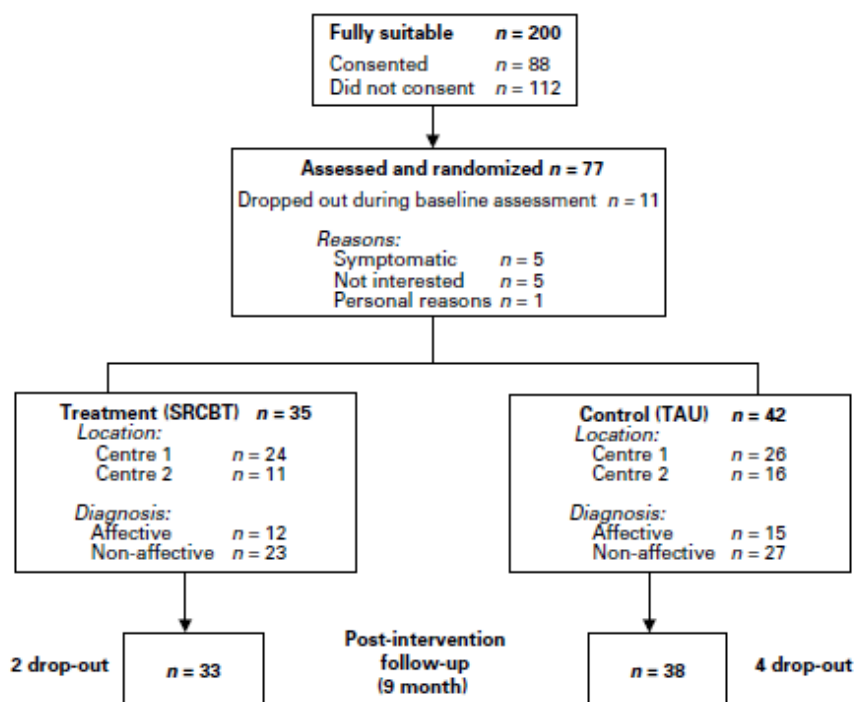 Fully suitable n = 200
Consented n = 88
Did not consent n = 112
Assessed and randomized n = 77
Dropped out during baseline assessment n = 11
Reasons:
Symptomatic n = 5
Not interested n = 5
Personal reasons n = 1
Treatment (SRCBT) n = 35
Location:
Centre 1 n = 24
Centre 2 n = 11
Diagnosis:
Affective n = 12
Non-affective n = 23
Control (TAU) n = 42
Location:
Centre 1 n = 26
Centre 2 n = 16
Diagnosis:
Affective n = 15
Non-affective n = 27
2 drop-out
n = 33
Post-intervention
follow-up
(9 month)
n = 38
4 drop-out